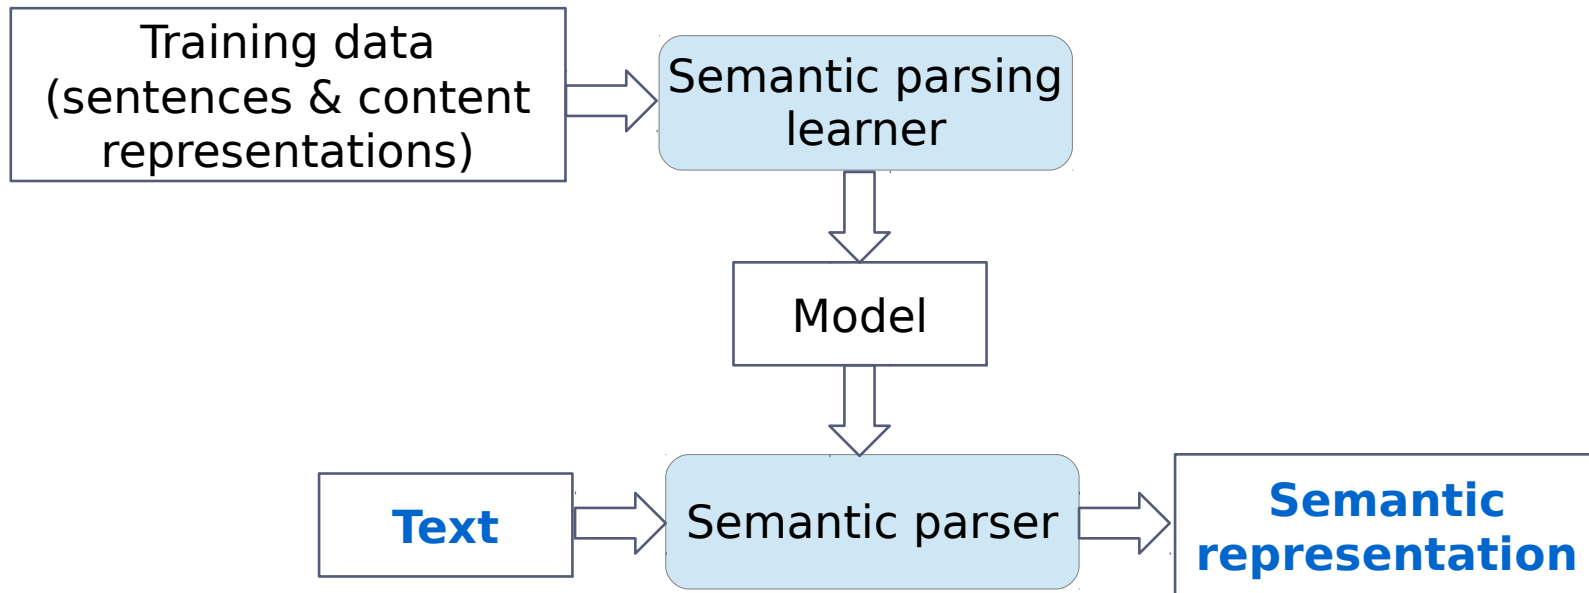 Training data
(sentences & content
representations)
Semantic parsing
learner
Model
Text
Semantic parser
Semantic
representation